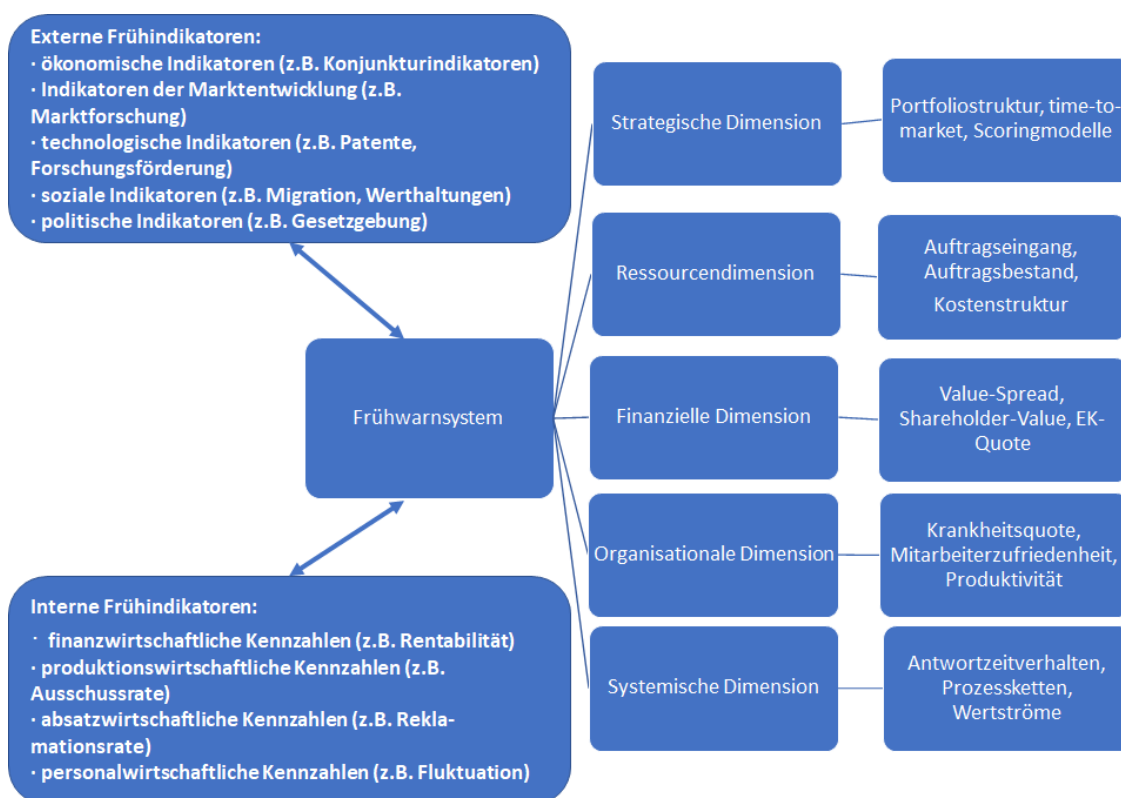 Externe Frühindikatoren:
· ökonomische Indikatoren (z.B. Konjunkturindikatoren)
· Indikatoren der Marktentwicklung (z.B.
Marktforschung)
· technologische Indikatoren (z.B. Patente,
Forschungsförderung)
· soziale Indikatoren (z.B. Migration, Werthaltungen)
· politische Indikatoren (z.B. Gesetzgebung)
Frühwarnsystem
Interne Frühindikatoren:
· finanzwirtschaftliche Kennzahlen (z.B. Rentabilität)
· produktionswirtschaftliche Kennzahlen (z.B.
Ausschussrate)
· absatzwirtschaftliche Kennzahlen (z.B. Rekla-
mationsrate)
· personalwirtschaftliche Kennzahlen (z.B. Fluktuation)
Strategische Dimension
Portfoliostruktur, time-to-
market, Scoringmodelle
Ressourcendimension
Auftragseingang,
Auftragsbestand,
Kostenstruktur
Finanzielle Dimension
Value-Spread,
Shareholder-Value, EK-
Quote
Organisationale Dimension
Krankheitsquote,
Mitarbeiterzufriedenheit,
Produktivität
Systemische Dimension
Antwortzeitverhalten,
Prozessketten,
Wertströme